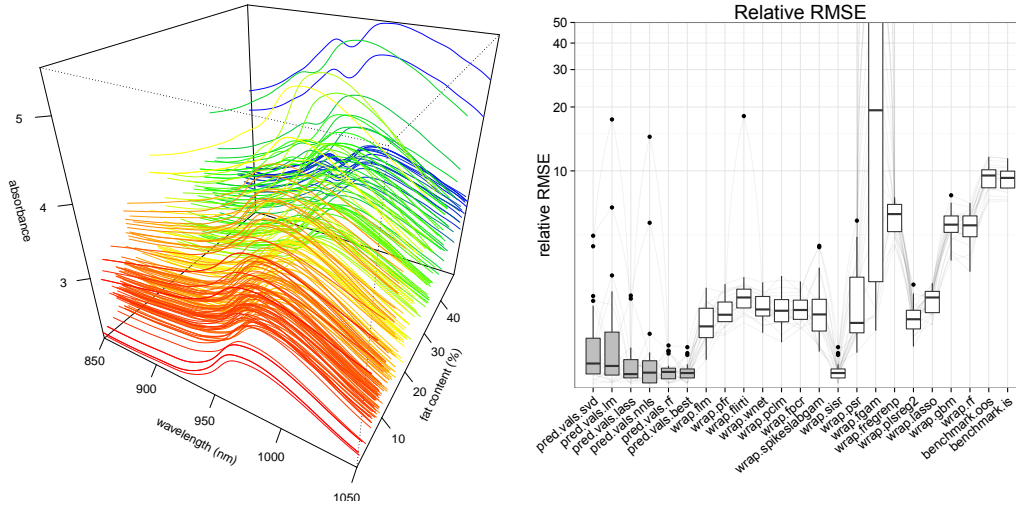 5
4
3
absorbance
850
900
950
1000
1050
wavelength (nm)
10
20
30
40
fat content (%)
Relative RMSE
50
40
30
20
10
relative RMSE
pred.vals.svd
pred.vals.lm
pred.vals.lass
pred.vals.nnls
pred.vals.rf
pred.vals.best
wrap.flm
wrap.pfr
wrap.flirti
wrap.wnet
wrap.pclm
wrap.fpcr
wrap.spikeslabgam
wrap.sisr
wrap.psr
wrap.fgam
wrap.fregrenp
wrap.plsreg2
wrap.lasso
wrap.gbm
wrap.rf
benchmark.oos
benchmark.is